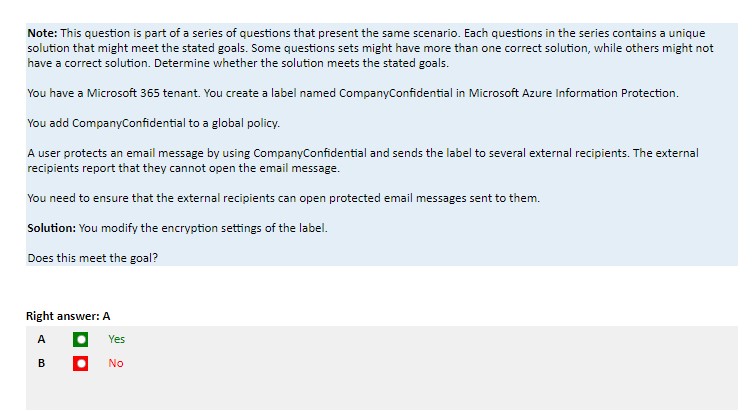 Note: This question is part of a series of questions that present the same scenario. Each questions in the series contains a unique
solution that might meet the stated goals. Some questions sets might have more than one correct solution, while others might not
have a correct solution. Determine whether the solution meets the stated goals.
You have a Microsoft 365 tenant. You create a label named CompanyConfidential in Microsoft Azure Information Protection.
You add CompanyConfidential to a global policy.
A user protects an email message by using CompanyConfidential and sends the label to several external recipients. The external
recipients report that they cannot open the email message.
You need to ensure that the external recipients can open protected email messages sent to them.
Solution: You modify the encryption settings of the label.
Does this meet the goal?
Right answer: A
A Yes
B No